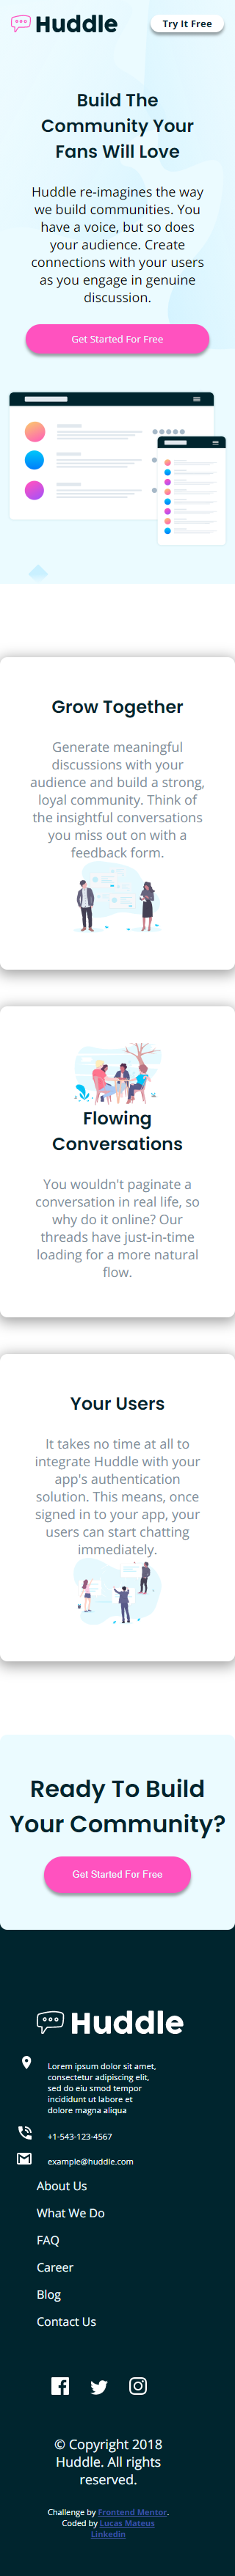 Huddle
Try It Free
Build The
Community Your
Fans Will Love
Huddle re-imagines the way
we build communities. You
have a voice, but so does
your audience. Create
connections with your users
as you engage in genuine
discussion.
Get Started For Free
Grow Together
Generate meaningful
discussions with your
audience and build a strong,
loyal community. Think of
the insightful conversations
you miss out on with a
feedback form.
Flowing
Conversations
You wouldn't paginate a
conversation in real life, so
why do it online? Our
threads have just-in-time
loading for a more natural
flow.
Your Users
It takes no time at all to
integrate Huddle with your
app's authentication
solution. This means, once
signed in to your app, your
users can start chatting
immediately.
Ready To Build
Your Community?
Get Started For Free
Huddle
Lorem ipsum dolor sit amet,
consectetur adipiscing elit,
sed do eiu smod tempor
incididunt ut labore et
dolore magna aliqua
+1-543-123-4567
example@huddle.com
About Us
What We Do
FAQ
Career
Blog
Contact Us
© Copyright 2018
Huddle. All rights
reserved.
Challenge by Frontend Mentor.
Coded by Lucas Mateus
Linkedin